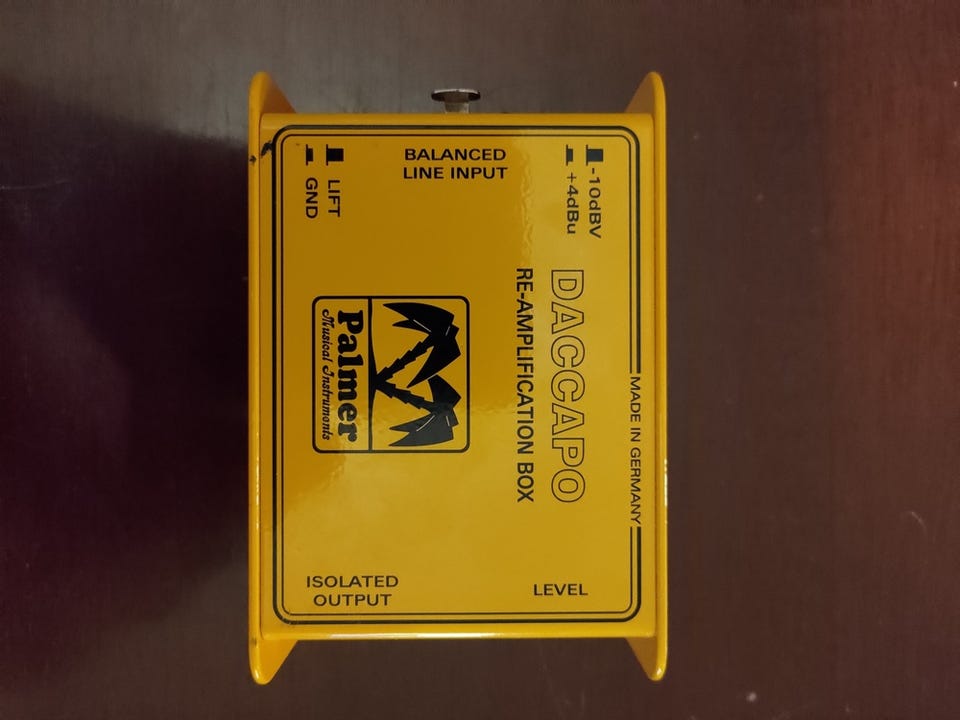 BALANCED
LINE INPUT
-10dBV
+4dBu
LIFT
GND
DACCAPO
RE-AMPLIFICATION BOX
MADE IN GERMANY
Palmer
Musical Instruments
ISOLATED
OUTPUT
LEVEL